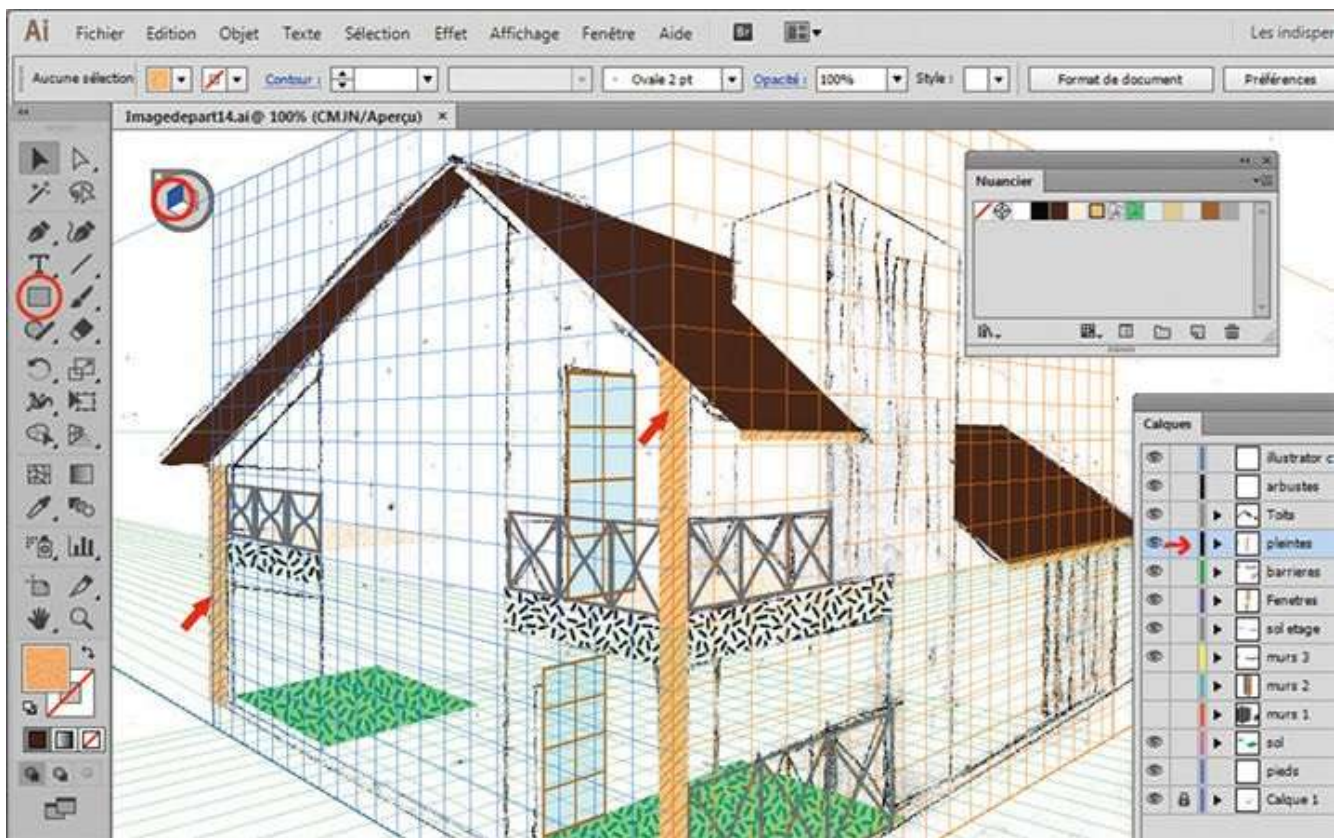 Ai Fichier Edition Objet Texte Sélection Effet Affichage Fenêtre Aide Br Les indisper
Aucune sélection Contour : Ovale 2 pt Opacité : 100% Style : Format de document Préférences
Imagedepart14.ai @ 100% (CMJN/Aperçu) ×
Nuancier
Calques
illustrator c
arbustes
Toits
pleintes
barrieres
Fenetres
sol etage
murs 3
murs 2
murs 1
sol
pieds
Calque 1